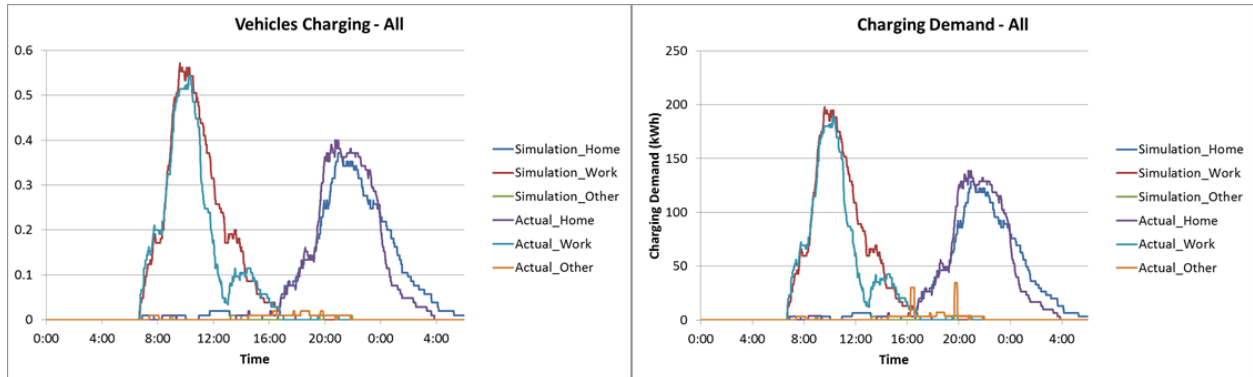 Vehicles Charging - All
0.6
0.5
0.4
0.3
0.2
0.1
0
0:00 4:00 8:00 12:00 16:00 20:00 0:00 4:00
Time
Simulation_Home
Simulation_Work
Simulation_Other
Actual_Home
Actual_Work
Actual_Other
Charging Demand - All
Charging Demand (kWh)
250
200
150
100
50
0
0:00 4:00 8:00 12:00 16:00 20:00 0:00 4:00
Time
Simulation_Home
Simulation_Work
Simulation_Other
Actual_Home
Actual_Work
Actual_Other